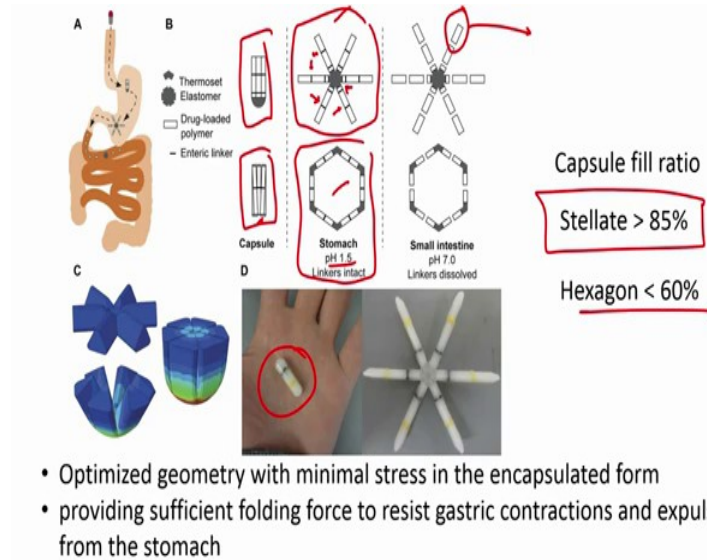 A
B
Thermoset
Elastomer
Drug-loaded
polymer
Enteric linker
Capsule
Stomach
pH 1.5
Linkers intact
Small intestine
pH 7.0
Linkers dissolved
Capsule fill ratio
Stellate > 85%
Hexagon < 60%
C
D
• Optimized geometry with minimal stress in the encapsulated form
• providing sufficient folding force to resist gastric contractions and expul
from the stomach